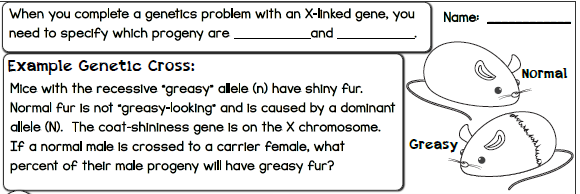 When you complete a genetics problem with an X-linked gene, you
need to specify which progeny are __________and __________.
Name: __________
Example Genetic Cross:
Mice with the recessive "greasy" allele (n) have shiny fur.
Normal fur is not "greasy-looking" and is caused by a dominant
allele (N). The coat-shininess gene is on the X chromosome.
If a normal male is crossed to a carrier female, what
percent of their male progeny will have greasy fur?
Normal
Greasy